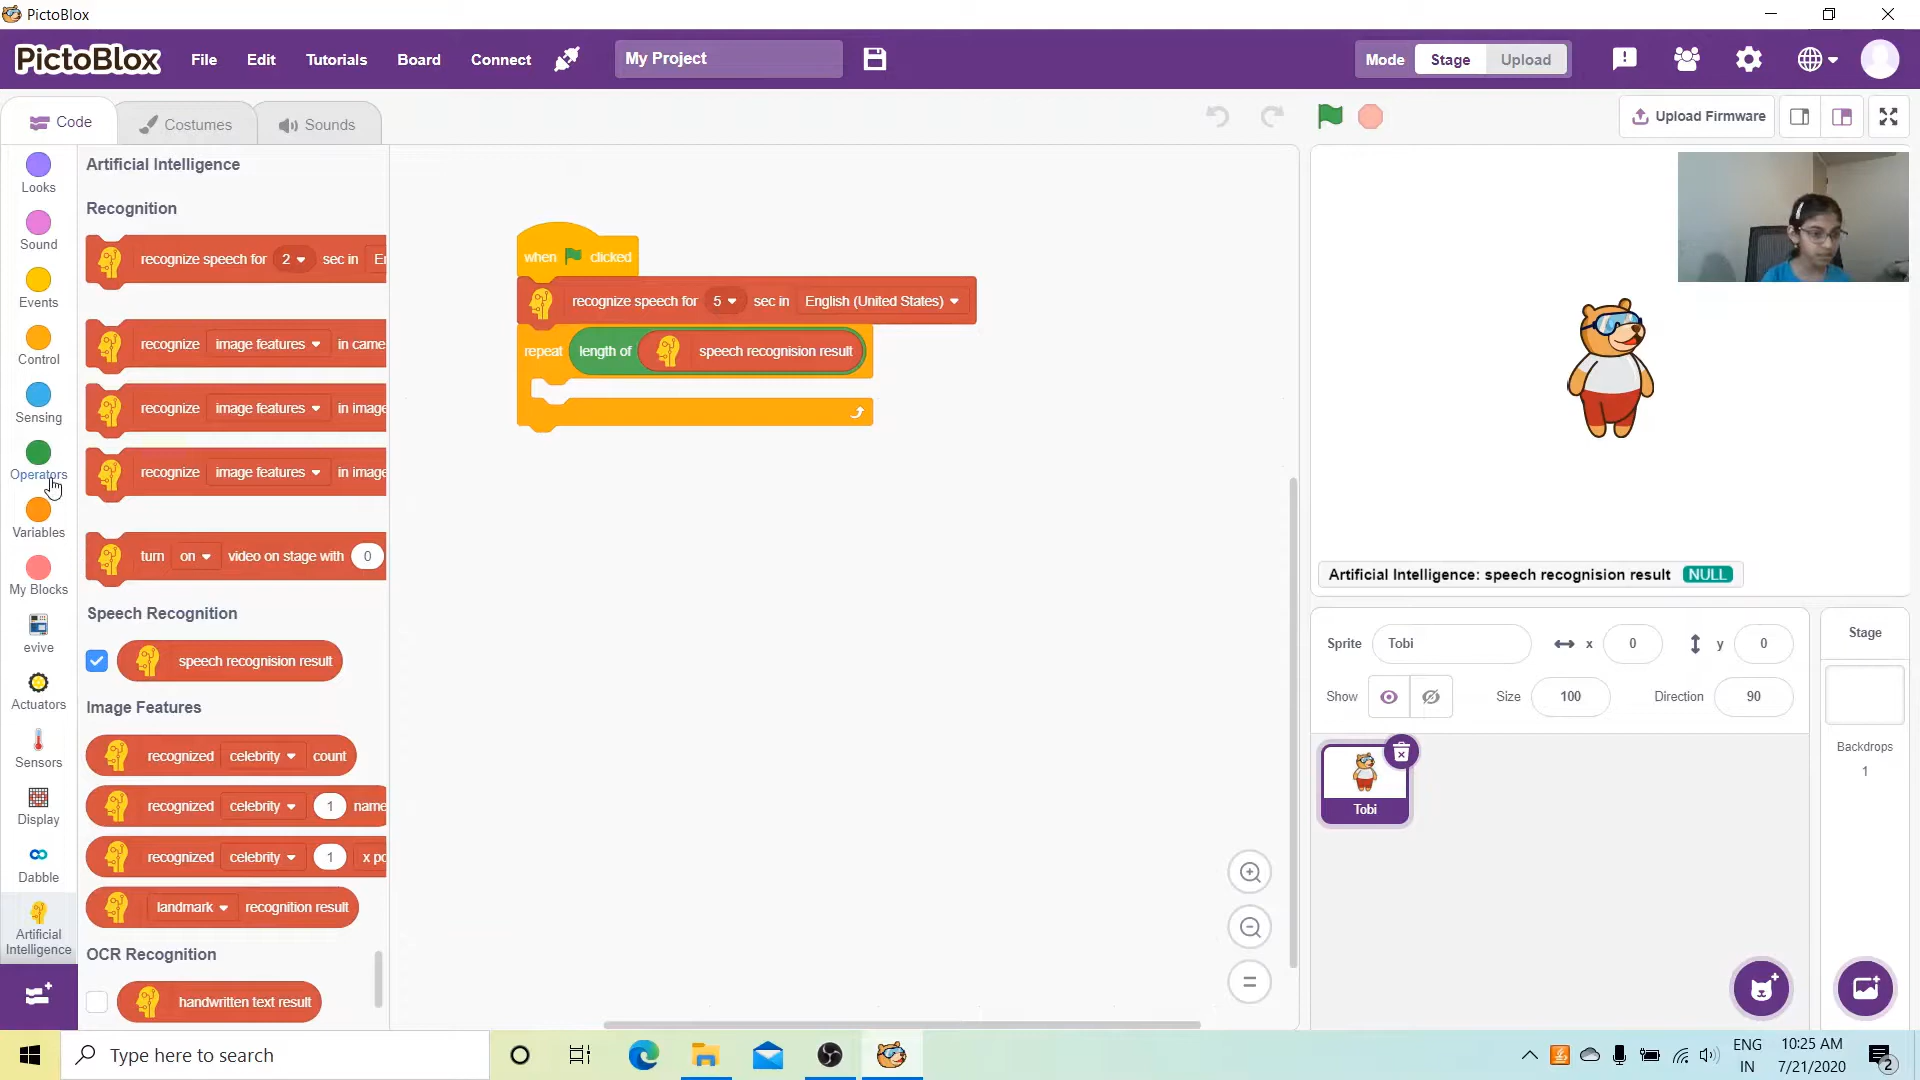 PictoBlox
PictoBlox File Edit Tutorials Board Connect My Project Mode Stage Upload
Code Costumes Sounds Upload Firmware
Looks
Sound
Events
Control
Sensing
Operators
Variables
My Blocks
evive
Actuators
Sensors
Display
Dabble
Artificial
Intelligence
Artificial Intelligence
Recognition
recognize speech for 2 sec in
recognize image features in came
recognize image features in image
recognize image features in image
turn on video on stage with 0
Speech Recognition
speech recognision result
Image Features
recognized celebrity count
recognized celebrity 1 name
recognized celebrity 1 x po
landmark recognition result
OCR Recognition
handwritten text result
when clicked
recognize speech for 5 sec in English (United States)
repeat length of speech recognision result
Artificial Intelligence: speech recognision result NULL
Sprite Tobi x 0 y 0
Show Size 100 Direction 90
Tobi
Stage
Backdrops
1
Type here to search
ENG
IN
10:25 AM
7/21/2020
2